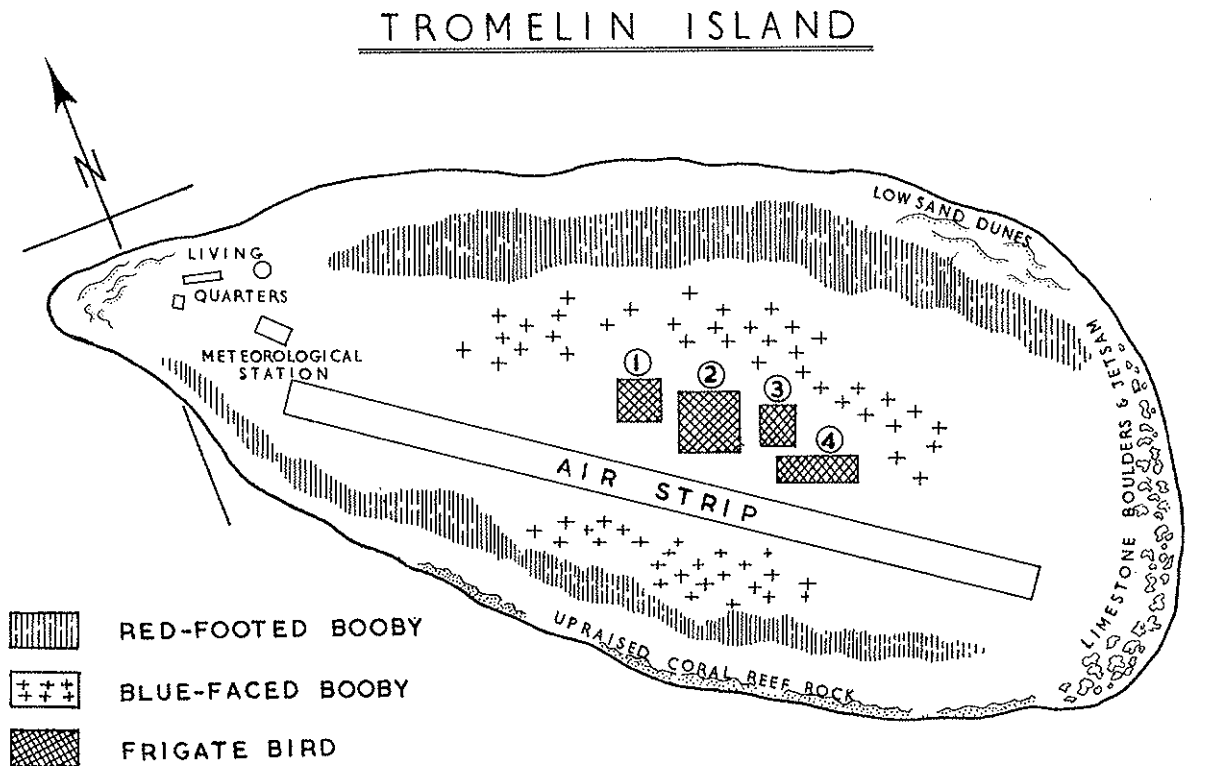 TROMELIN ISLAND
N
LOW SAND DUNES
LIVING
QUARTERS
METEOROLOGICAL
STATION
1
2
3
4
AIR STRIP
LIMESTONE BOULDERS & JETSAM
UPRAISED CORAL REEF ROCK
RED-FOOTED BOOBY
BLUE-FACED BOOBY
FRIGATE BIRD